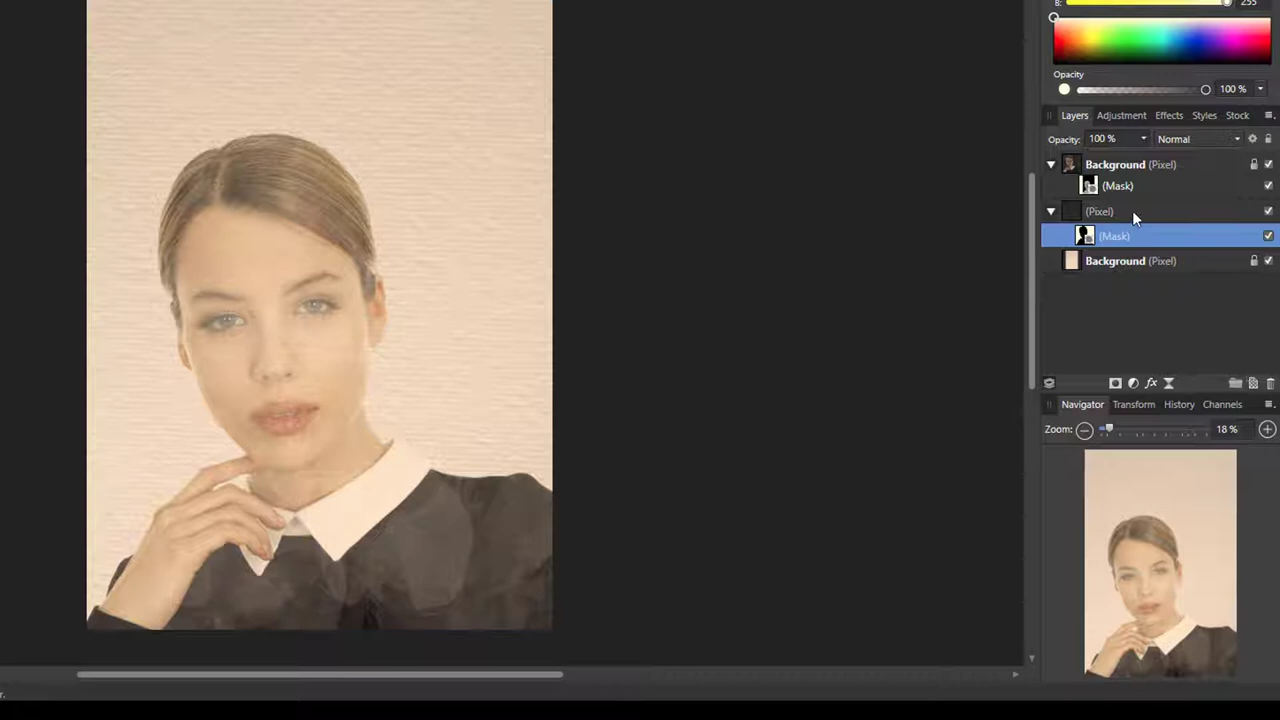 B: 255
Opacity
100 %
Layers Adjustment Effects Styles Stock
Opacity: 100 % Normal
Background (Pixel)
(Mask)
(Pixel)
(Mask)
Background (Pixel)
fx
Navigator Transform History Channels
Zoom: 18 %
r.